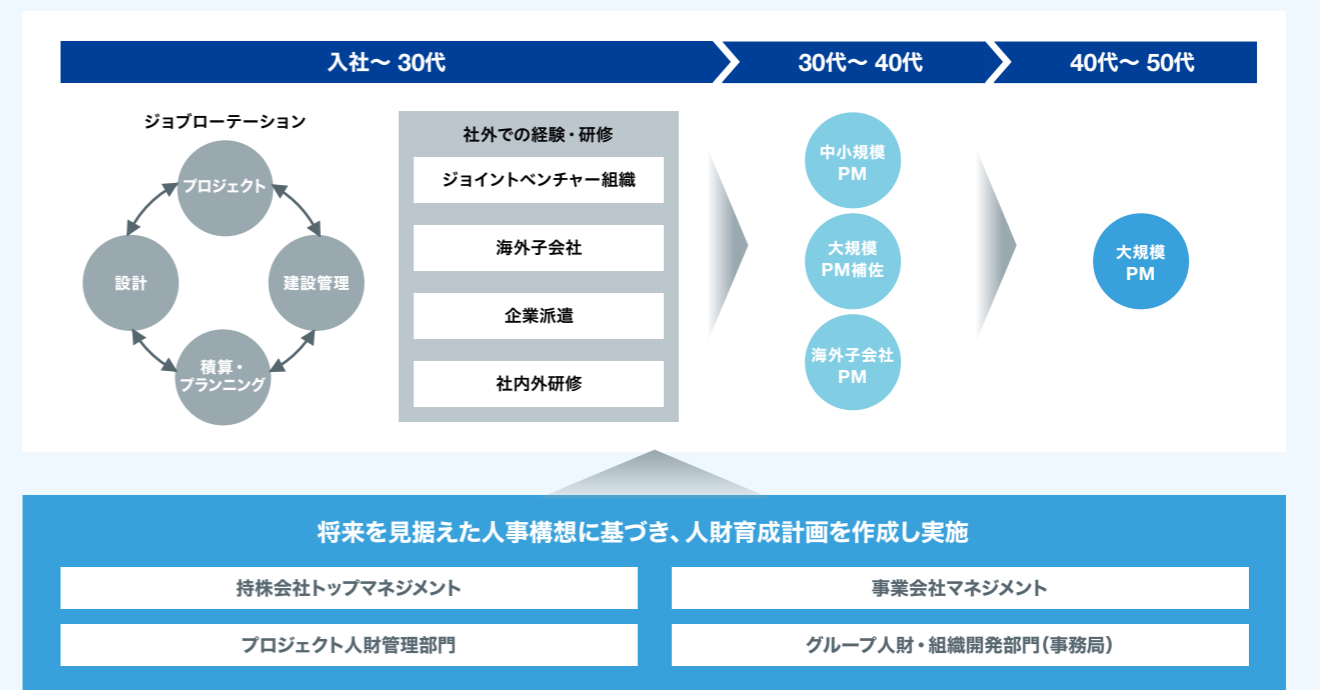 入社～ 30代
30代～ 40代
40代～ 50代
ジョブローテーション
プロジェクト
設計
建設管理
積算・
プランニング
社外での経験・研修
ジョイントベンチャー組織
海外子会社
企業派遣
社内外研修
中小規模
PM
大規模
PM補佐
海外子会社
PM
大規模
PM
将来を見据えた人事構想に基づき、人財育成計画を作成し実施
持株会社トップマネジメント
事業会社マネジメント
プロジェクト人財管理部門
グループ人財・組織開発部門（事務局）